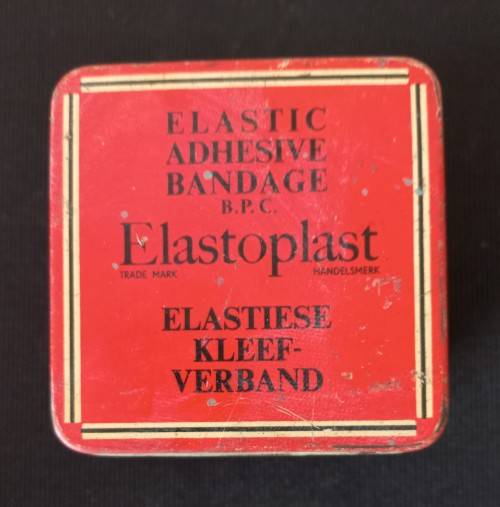 ELASTIC
ADHESIVE
BANDAGE
B.P.C.
Elastoplast
TRADE MARK HANDELSMERK
ELASTIESE
KLEEF-
VERBAND